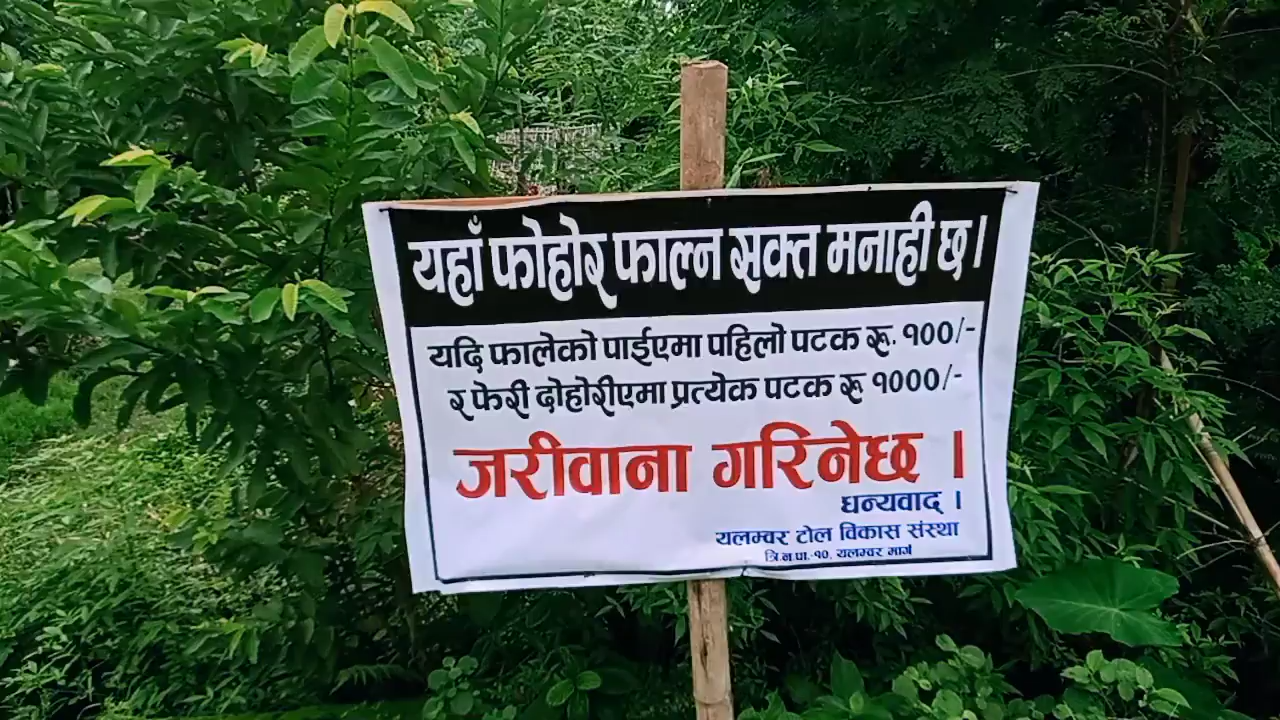 यहाँ फोहोर फाल्न सक्त मनाही छ।
यदि फालेको पाईएमा पहिलो पटक रू. १००/-
र फेरी दोहोरीएमा प्रत्येक पटक रू १०००/-
जरीवाना गरिनेछ ।
धन्यवाद् ।
यलम्वर टोल विकास संस्था
त्रि.न.पा.-१०, यलम्वर मार्ग